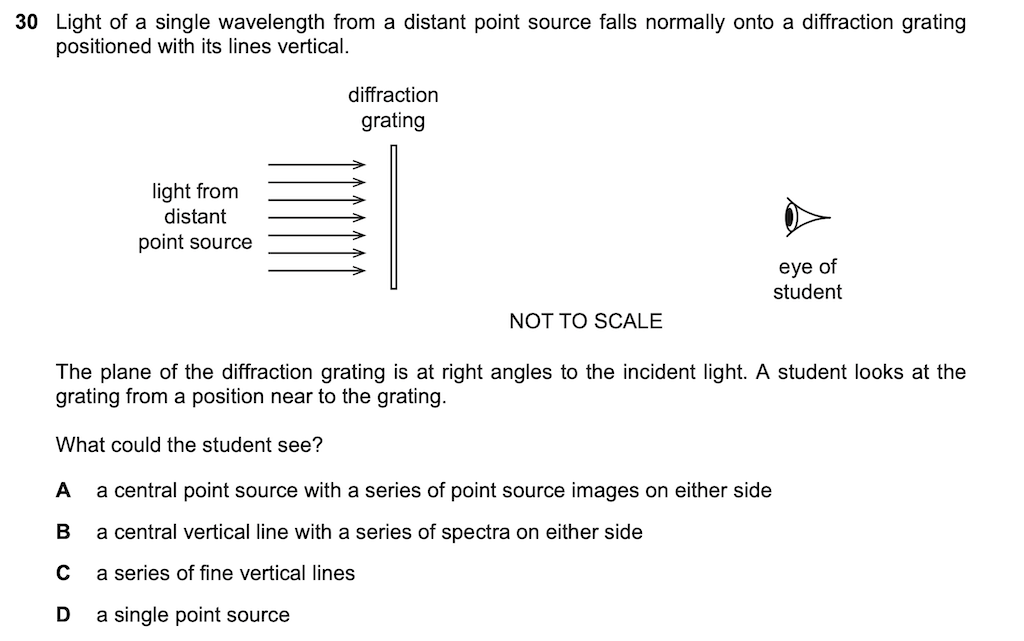 30 Light of a single wavelength from a distant point source falls normally onto a diffraction grating
positioned with its lines vertical.
diffraction
grating
light from
distant
point source
eye of
student
NOT TO SCALE
The plane of the diffraction grating is at right angles to the incident light. A student looks at the
grating from a position near to the grating.
What could the student see?
A a central point source with a series of point source images on either side
B a central vertical line with a series of spectra on either side
C a series of fine vertical lines
D a single point source